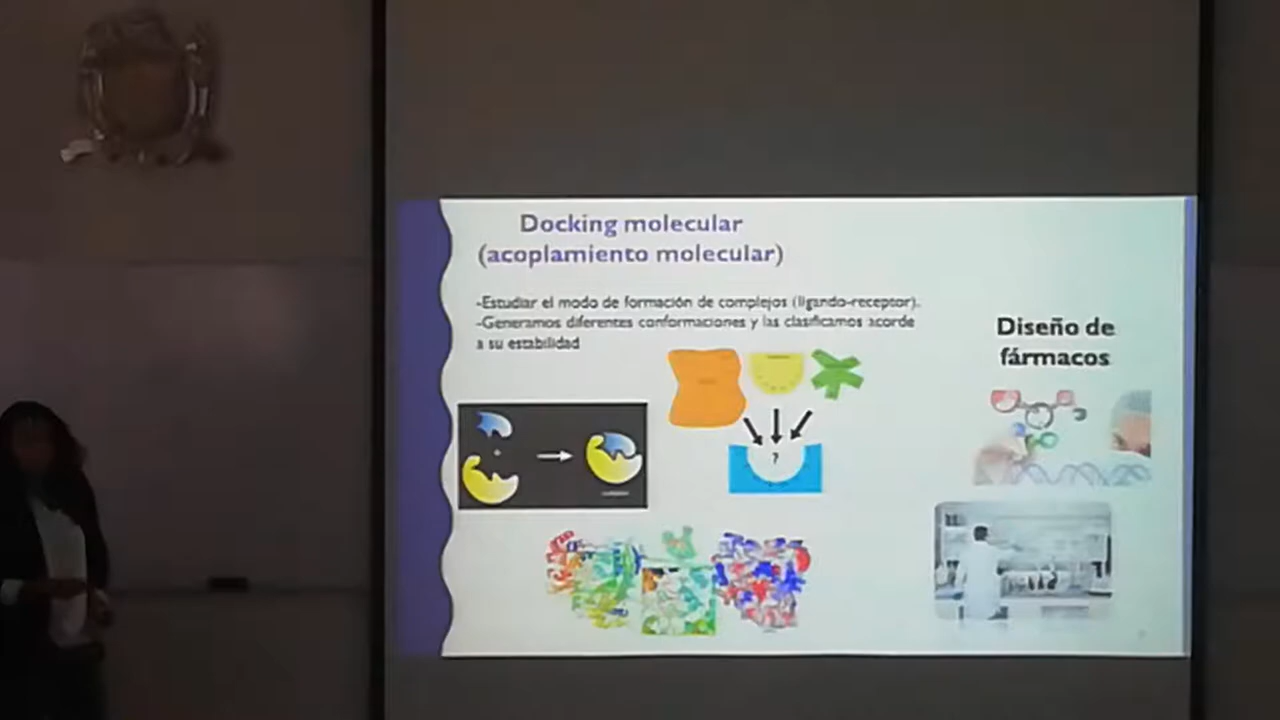 Docking molecular
(acoplamiento molecular)
-Estudiar el modo de formación de complejos (ligando-receptor).
-Generamos diferentes conformaciones y las clasificamos acorde
a su estabilidad
Diseño de
fármacos
?